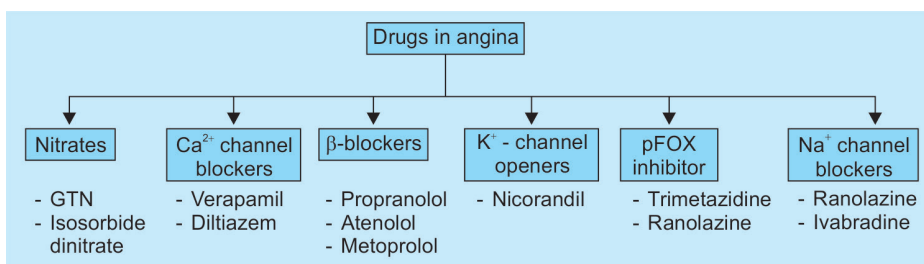 Drugs in angina
Nitrates
- GTN
- Isosorbide
dinitrate
Ca²⁺ channel
blockers
- Verapamil
- Diltiazem
β-blockers
- Propranolol
- Atenolol
- Metoprolol
K⁺ - channel
openers
- Nicorandil
pFOX
inhibitor
- Trimetazidine
- Ranolazine
Na⁺ channel
blockers
- Ranolazine
- Ivabradine